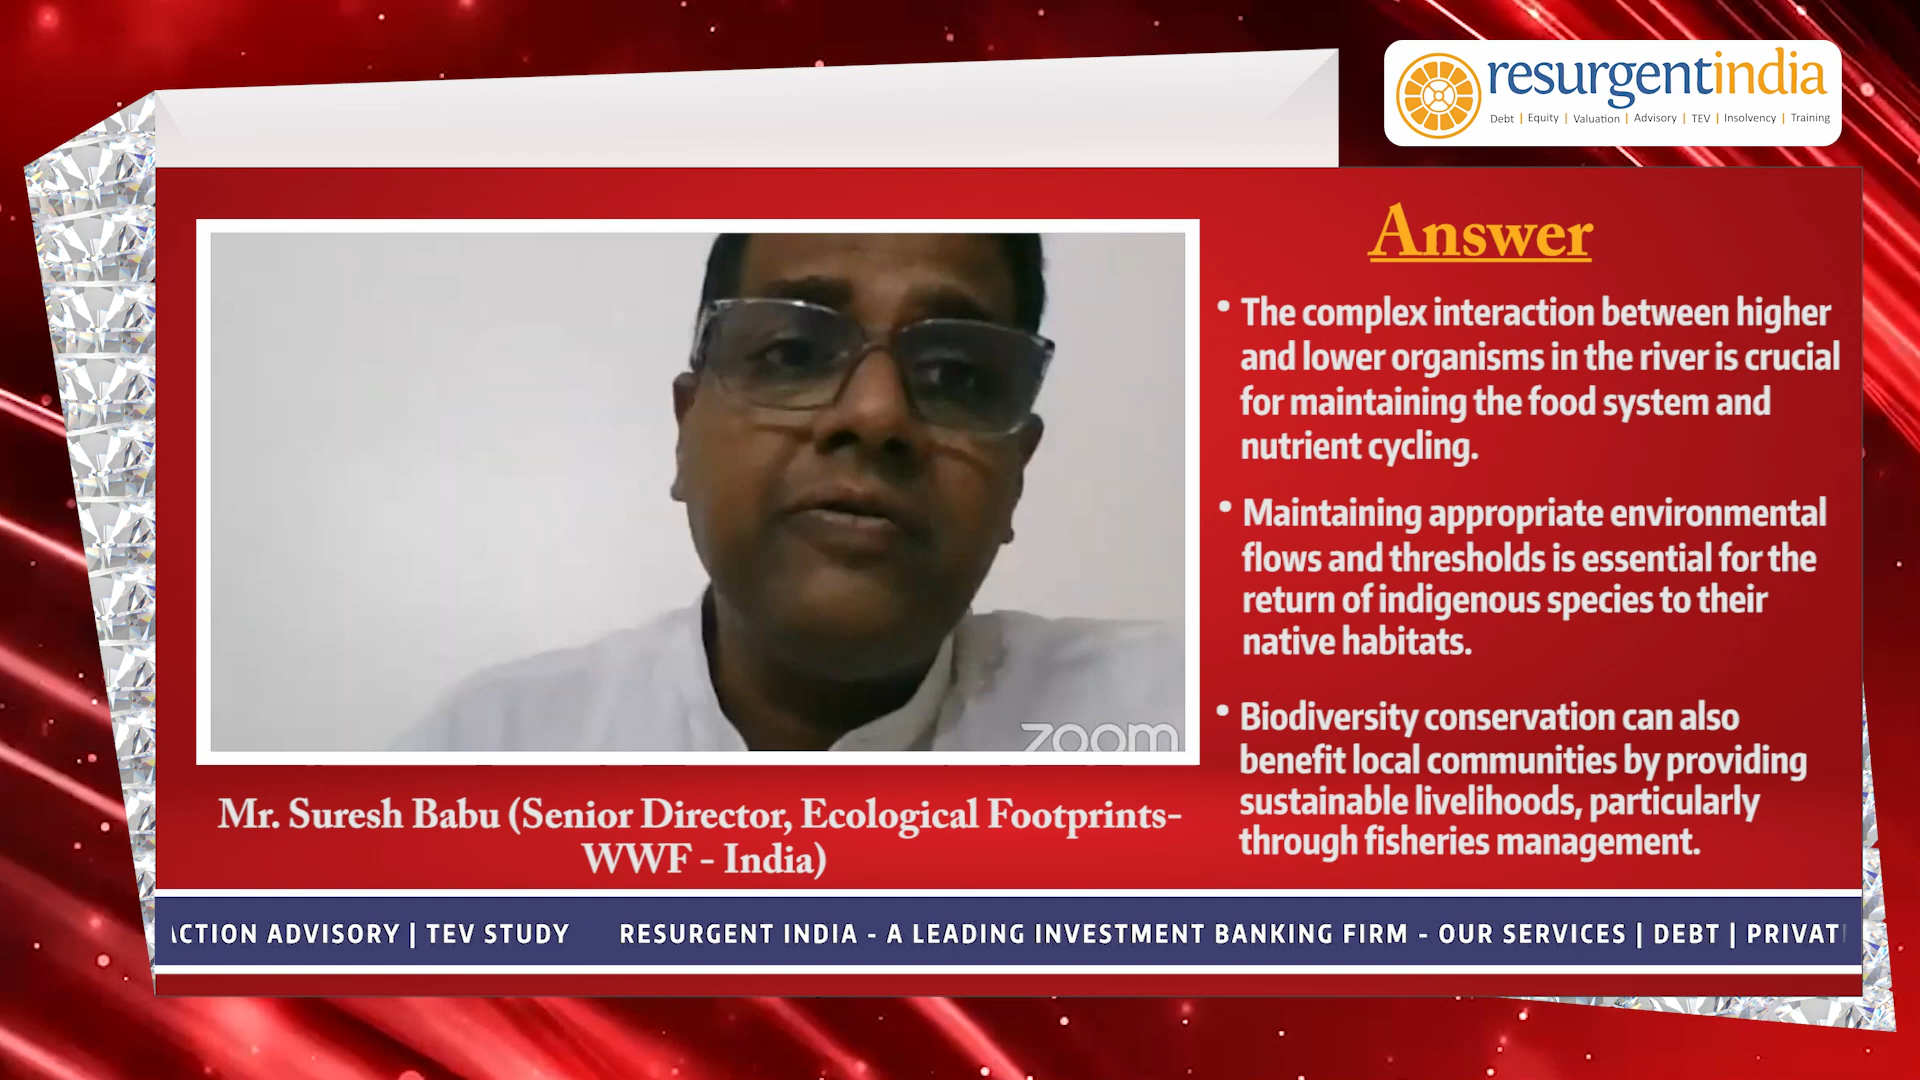 resurgentindia
Debt | Equity | Valuation | Advisory | TEV | Insolvency | Training
Answer
• The complex interaction between higher
and lower organisms in the river is crucial
for maintaining the food system and
nutrient cycling.
• Maintaining appropriate environmental
flows and thresholds is essential for the
return of indigenous species to their
native habitats.
• Biodiversity conservation can also
benefit local communities by providing
sustainable livelihoods, particularly
through fisheries management.
zoom
Mr. Suresh Babu (Senior Director, Ecological Footprints-
WWF - India)
ACTION ADVISORY | TEV STUDY RESURGENT INDIA - A LEADING INVESTMENT BANKING FIRM - OUR SERVICES | DEBT | PRIVAT